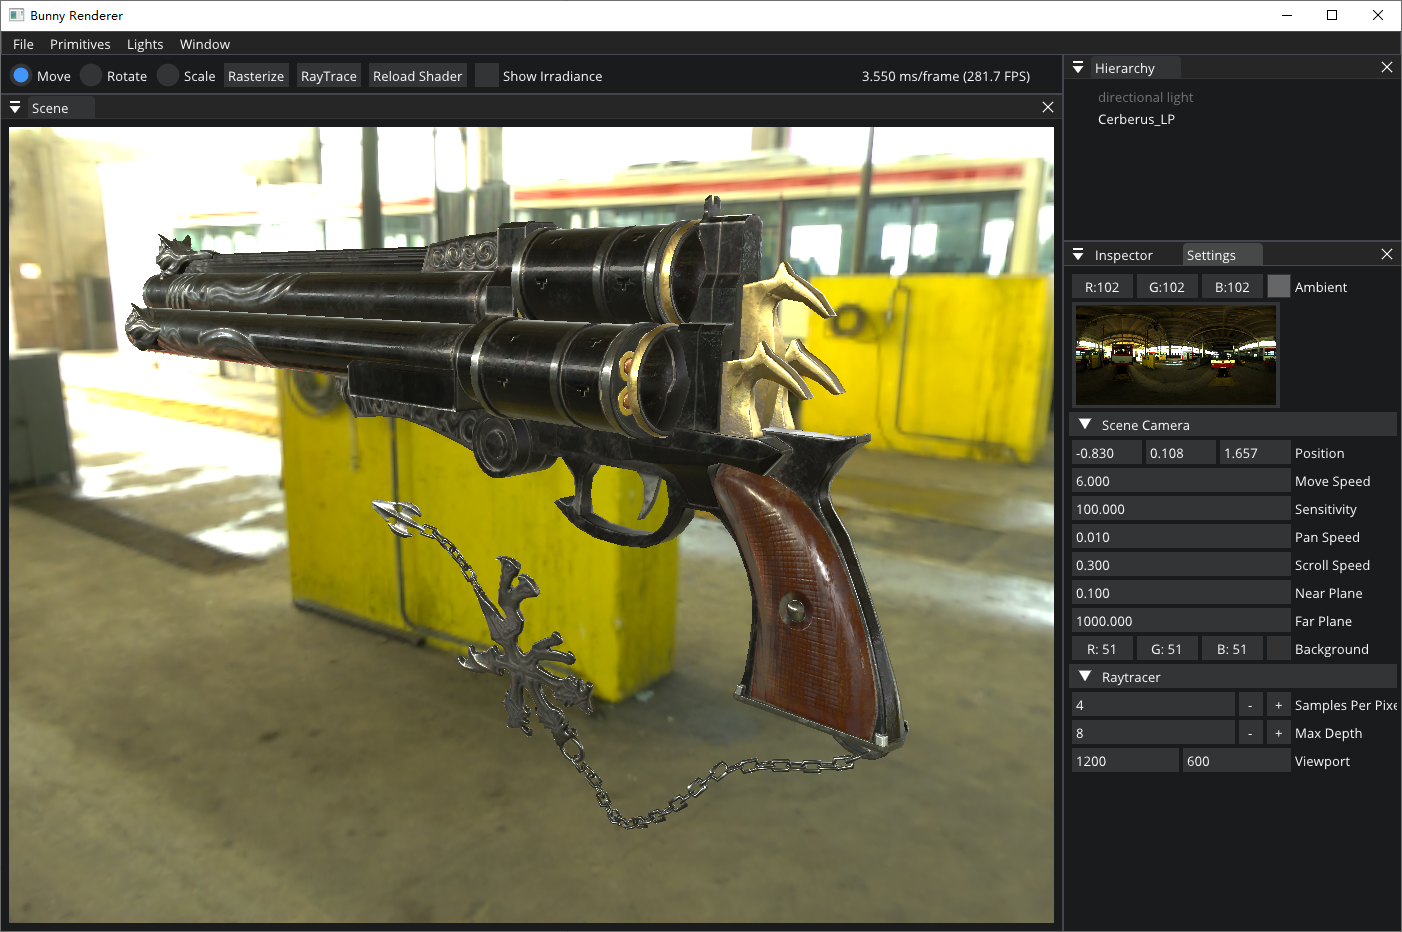 Bunny Renderer
File Primitives Lights Window
Move Rotate Scale Rasterize RayTrace Reload Shader Show Irradiance 3.550 ms/frame (281.7 FPS)
Scene
Hierarchy
directional light
Cerberus_LP
Inspector Settings
R:102 G:102 B:102 Ambient
Scene Camera
-0.830 0.108 1.657 Position
6.000 Move Speed
100.000 Sensitivity
0.010 Pan Speed
0.300 Scroll Speed
0.100 Near Plane
1000.000 Far Plane
R: 51 G: 51 B: 51 Background
Raytracer
4 - + Samples Per Pixe
8 - + Max Depth
1200 600 Viewport